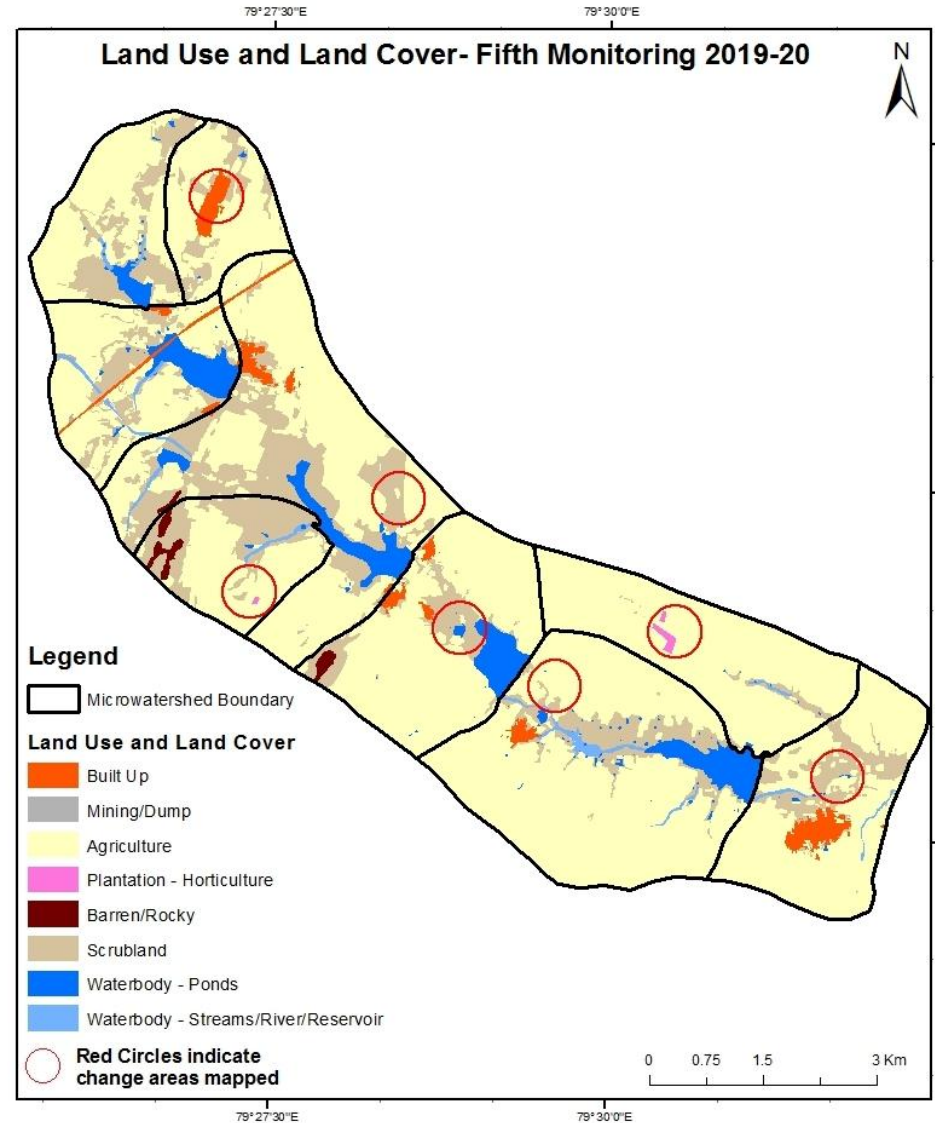 79°27'30"E
79°30'0"E
Land Use and Land Cover- Fifth Monitoring 2019-20
N
Legend
Microwatershed Boundary
Land Use and Land Cover
Built Up
Mining/Dump
Agriculture
Plantation - Horticulture
Barren/Rocky
Scrubland
Waterbody - Ponds
Waterbody - Streams/River/Reservoir
Red Circles indicate
change areas mapped
0 0.75 1.5 3 Km
79°27'30"E
79°30'0"E